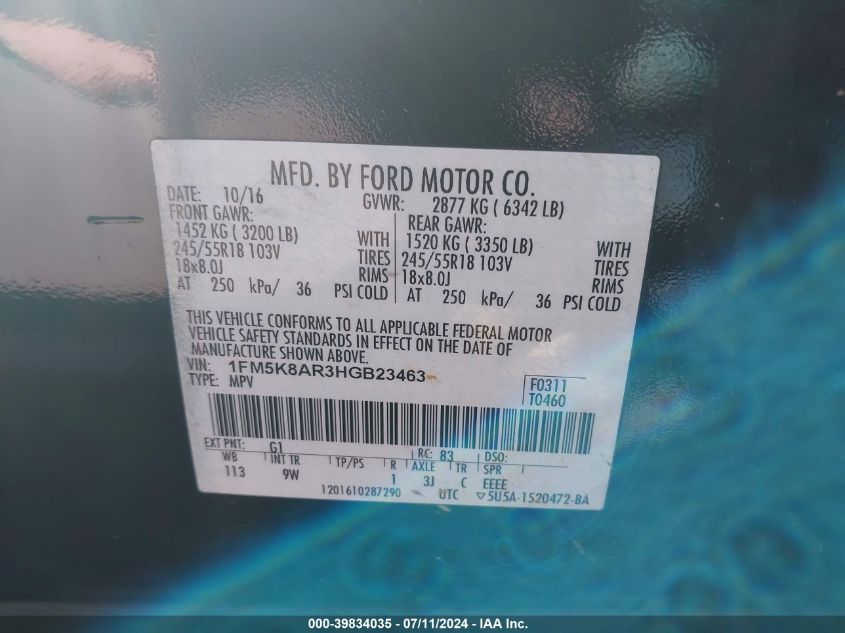 MFD. BY FORD MOTOR CO.
DATE: 10/16 GVWR: 2877 KG ( 6342 LB)
FRONT GAWR: REAR GAWR:
1452 KG ( 3200 LB) WITH 1520 KG ( 3350 LB) WITH
245/55R18 103V TIRES 245/55R18 103V TIRES
18x8.0J RIMS 18x8.0J RIMS
AT 250 kPa/ 36 PSI COLD AT 250 kPa/ 36 PSI COLD
THIS VEHICLE CONFORMS TO ALL APPLICABLE FEDERAL MOTOR
VEHICLE SAFETY STANDARDS IN EFFECT ON THE DATE OF
MANUFACTURE SHOWN ABOVE.
VIN: 1FM5K8AR3HGB23463
TYPE: MPV
F0311
T0460
EXT PNT: G1 RC: 83 DSO:
WB INT TR TP/PS R AXLE TR SPR
113 9W 1 3J C EEEE
1201610287290 UTC ▽5U5A-1520472-BA
000-39834035 - 07/11/2024 - IAA Inc.